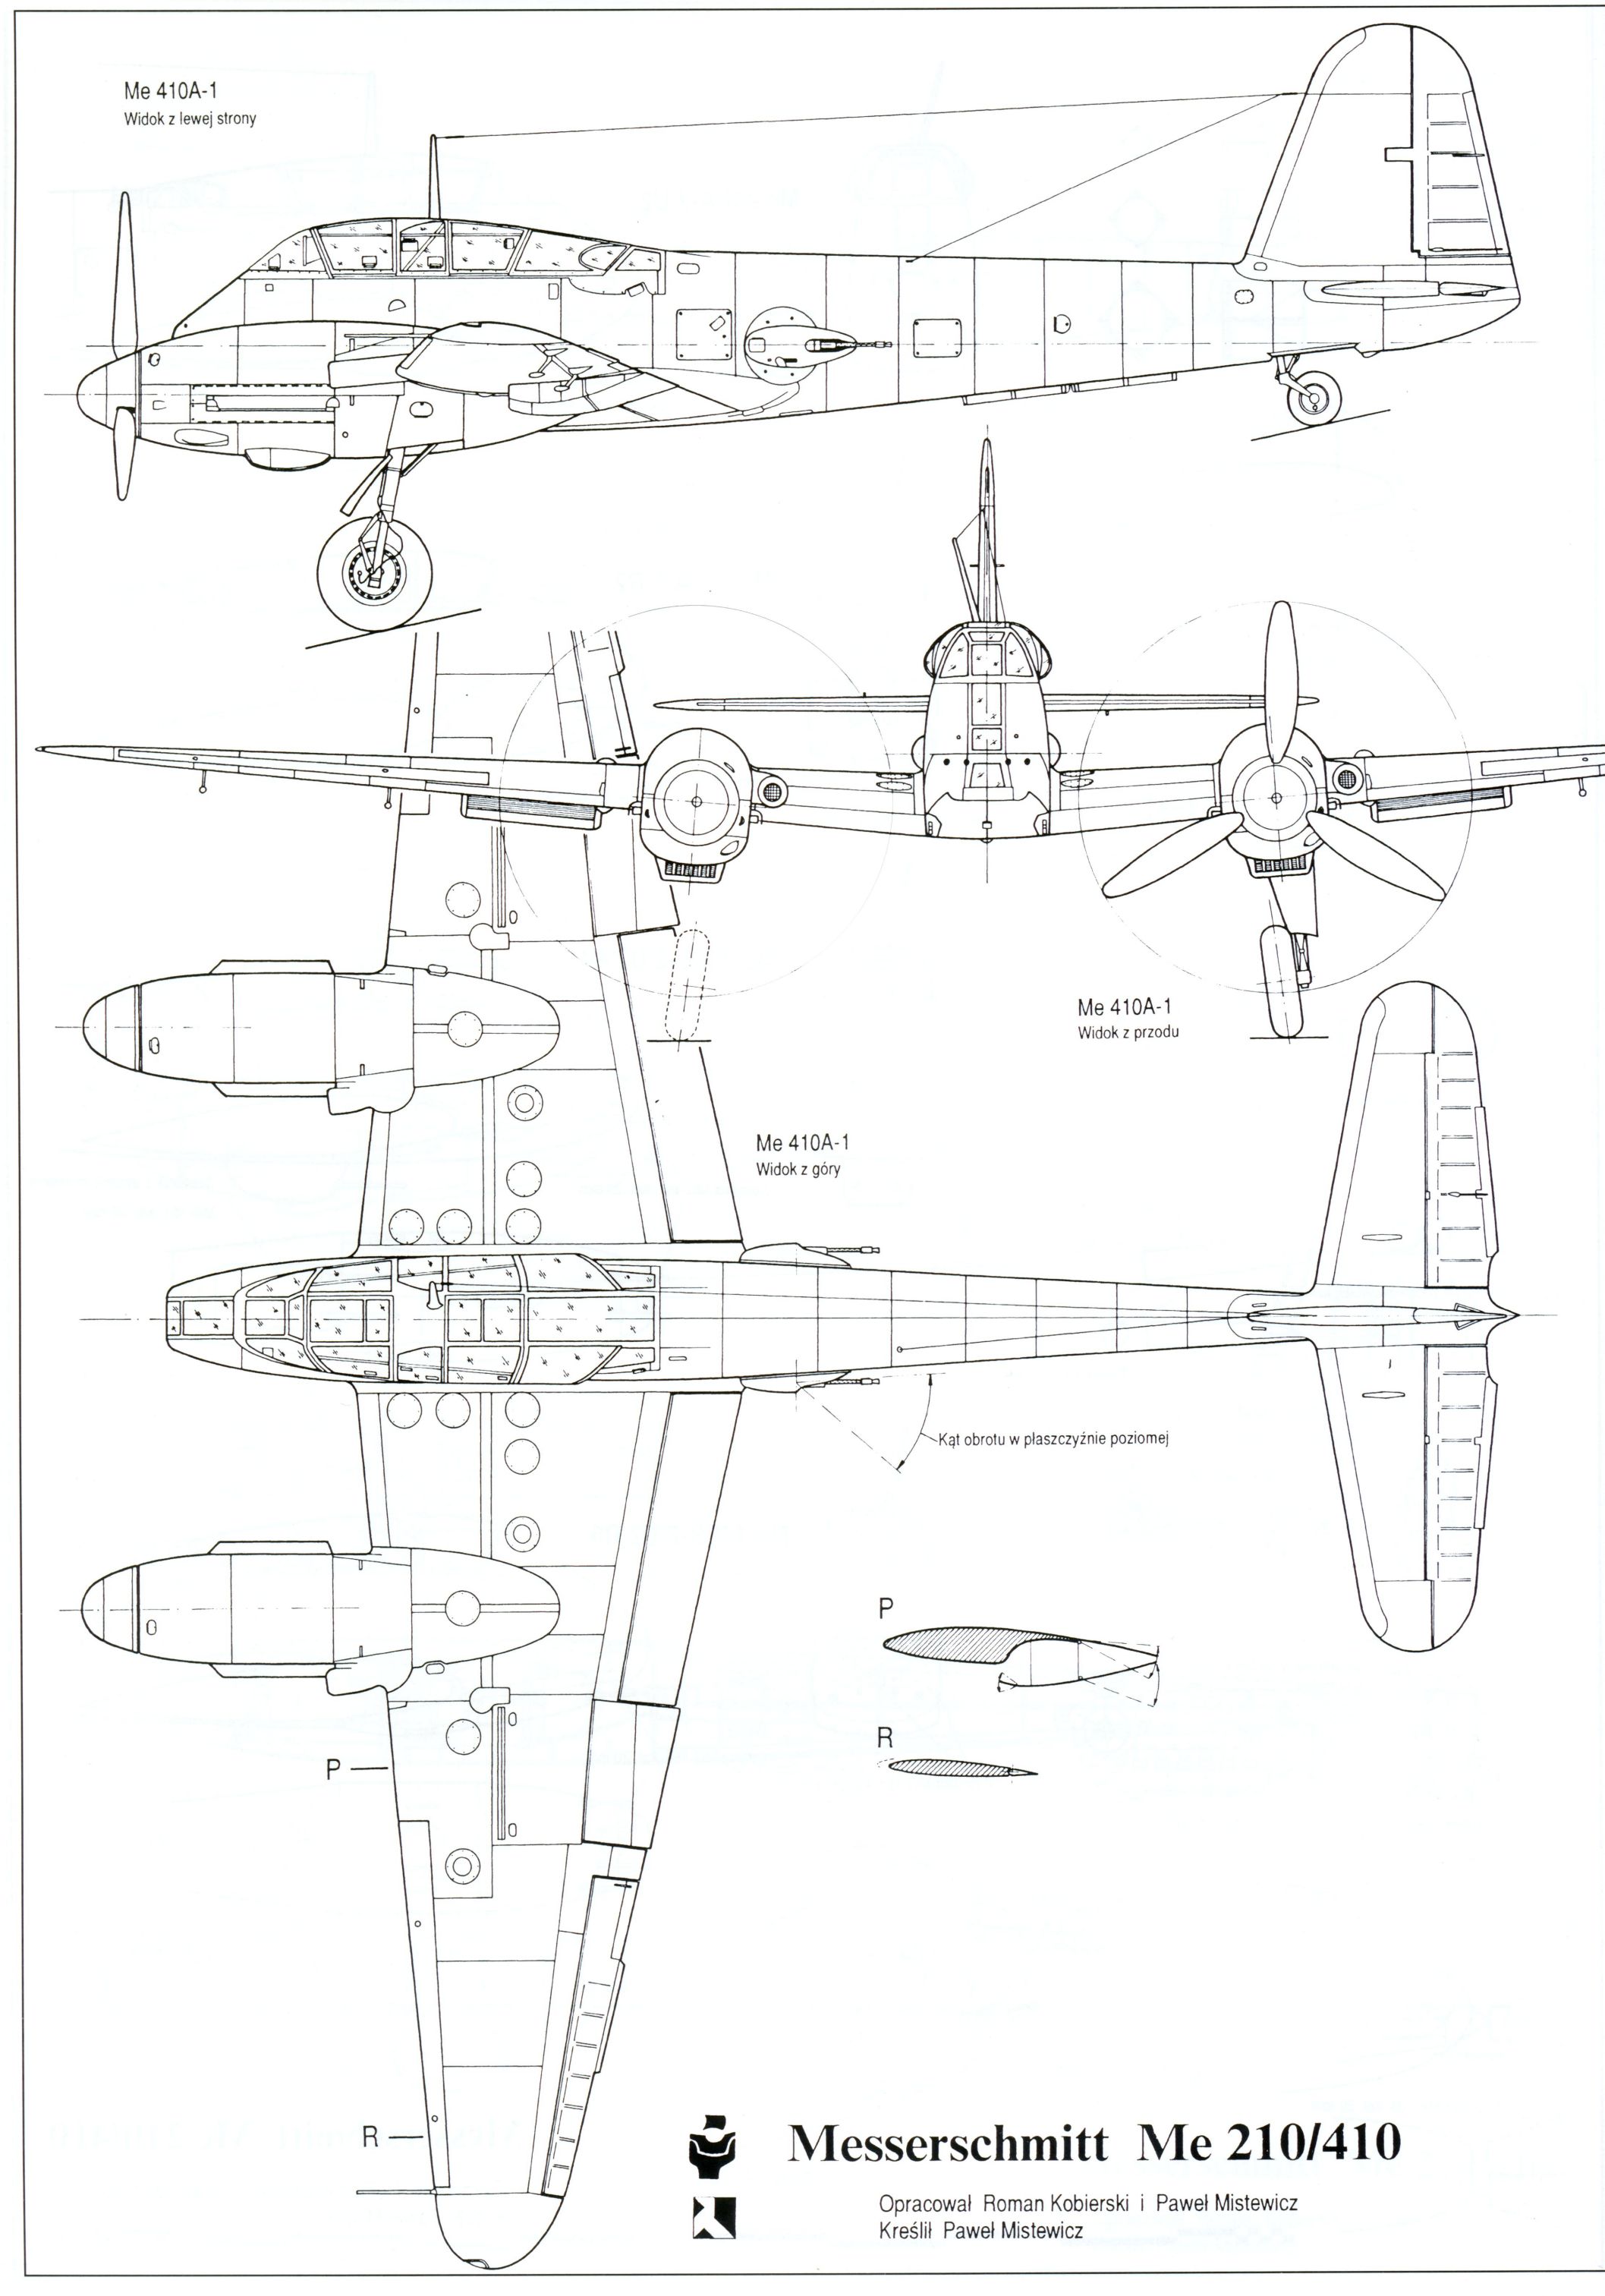 Me 410A-1
Widok z lewej strony
Me 410A-1
Widok z przodu
Me 410A-1
Widok z góry
Kąt obrotu w płaszczyźnie poziomej
P
R
P
R
Messerschmitt Me 210/410
Opracował Roman Kobierski i Paweł Mistewicz
Kreślił Paweł Mistewicz